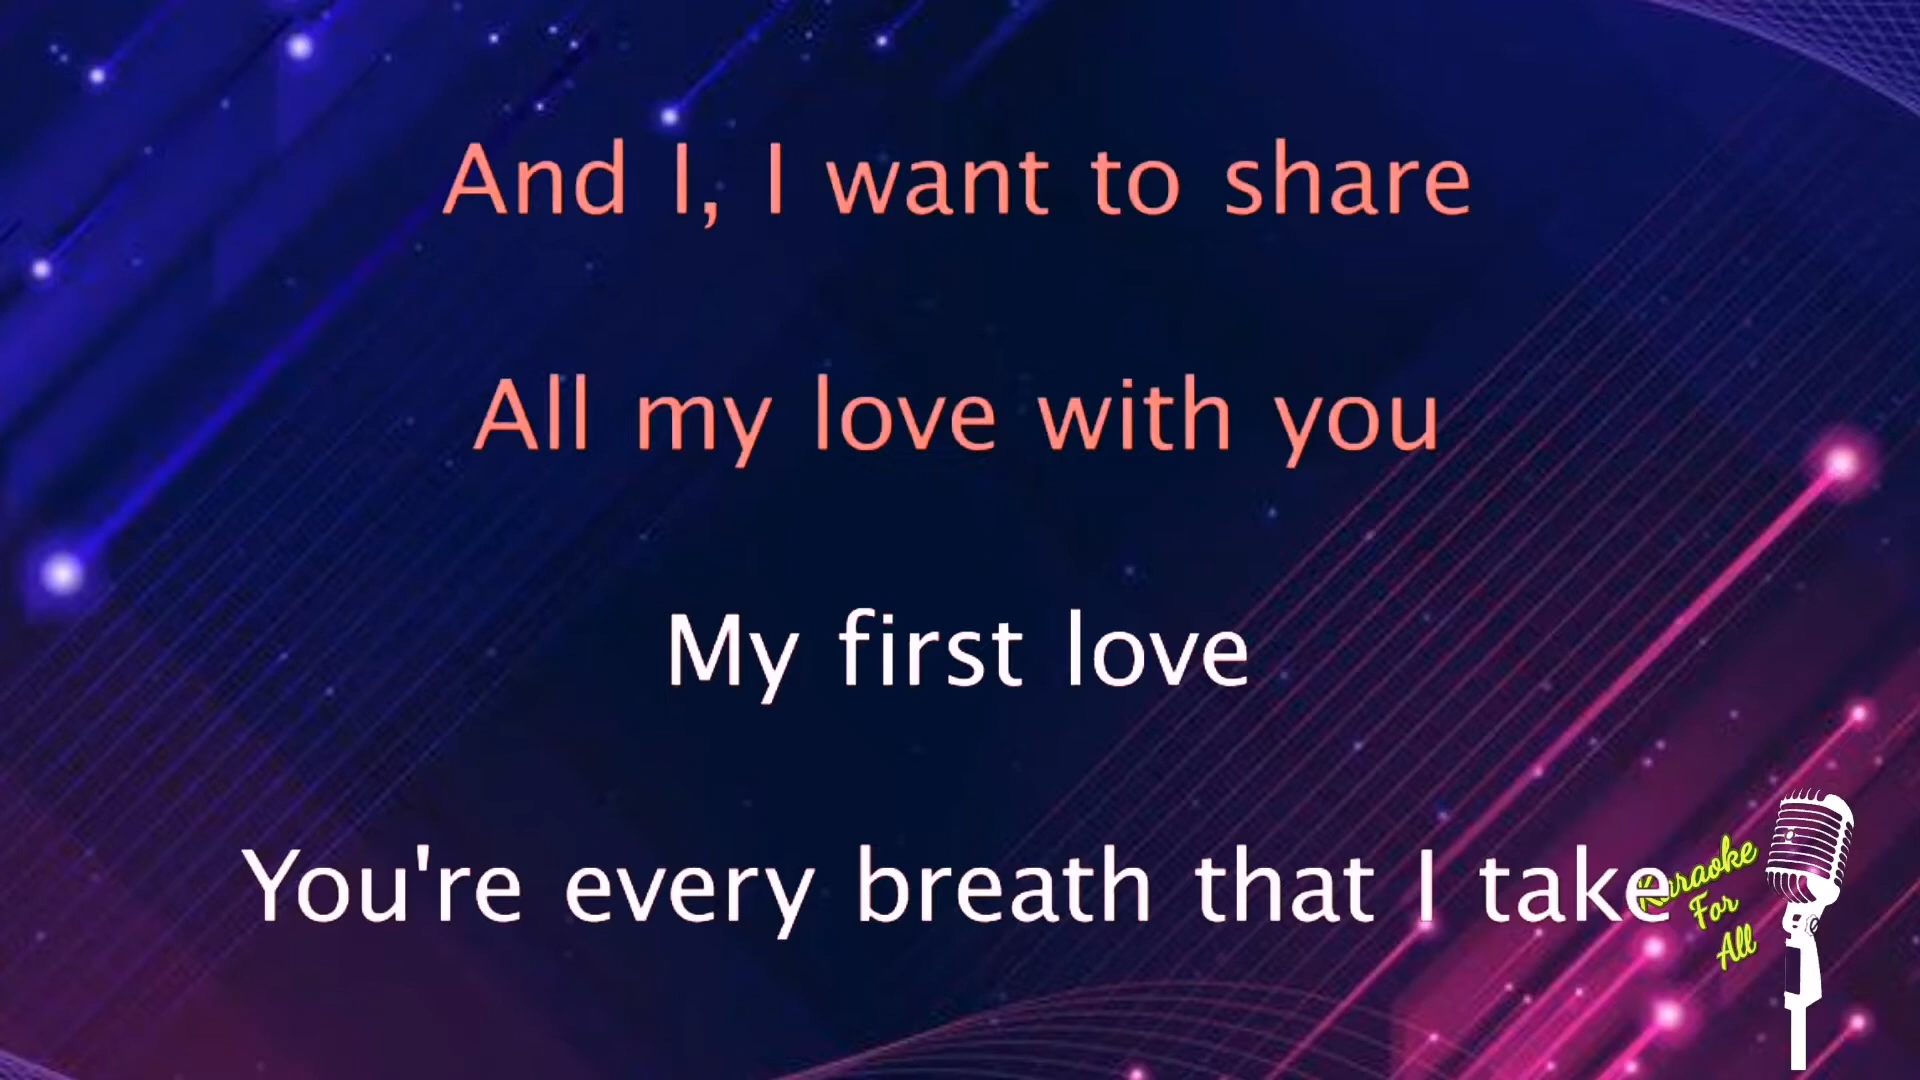 And I, I want to share
All my love with you
My first love
You're every breath that I take
Karaoke
For
All